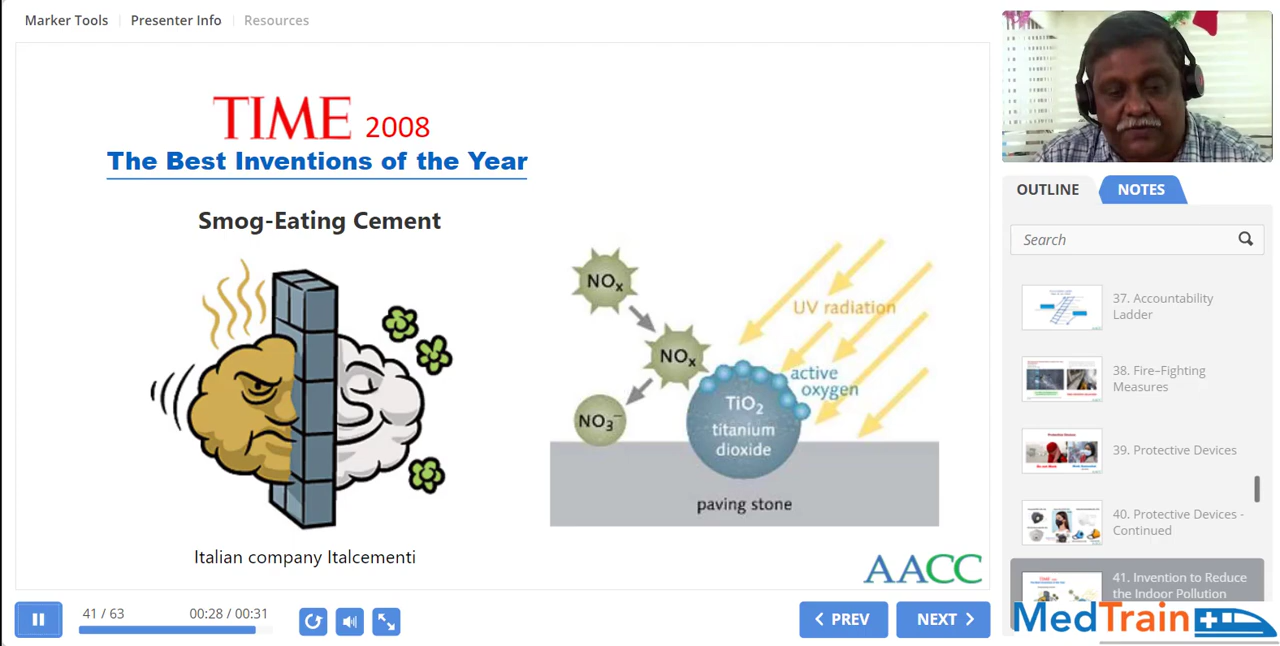 Marker Tools
Presenter Info
Resources
TIME 2008
The Best Inventions of the Year
Smog-Eating Cement
NOx
NOx
NO3−
UV radiation
active
oxygen
TiO2
titanium
dioxide
paving stone
Italian company Italcementi
AACC
41 / 63
00:28 / 00:31
PREV
NEXT
OUTLINE
NOTES
Search
37. Accountability
Ladder
38. Fire–Fighting
Measures
39. Protective Devices
40. Protective Devices -
Continued
41. Invention to Reduce
the Indoor Pollution
MedTrain